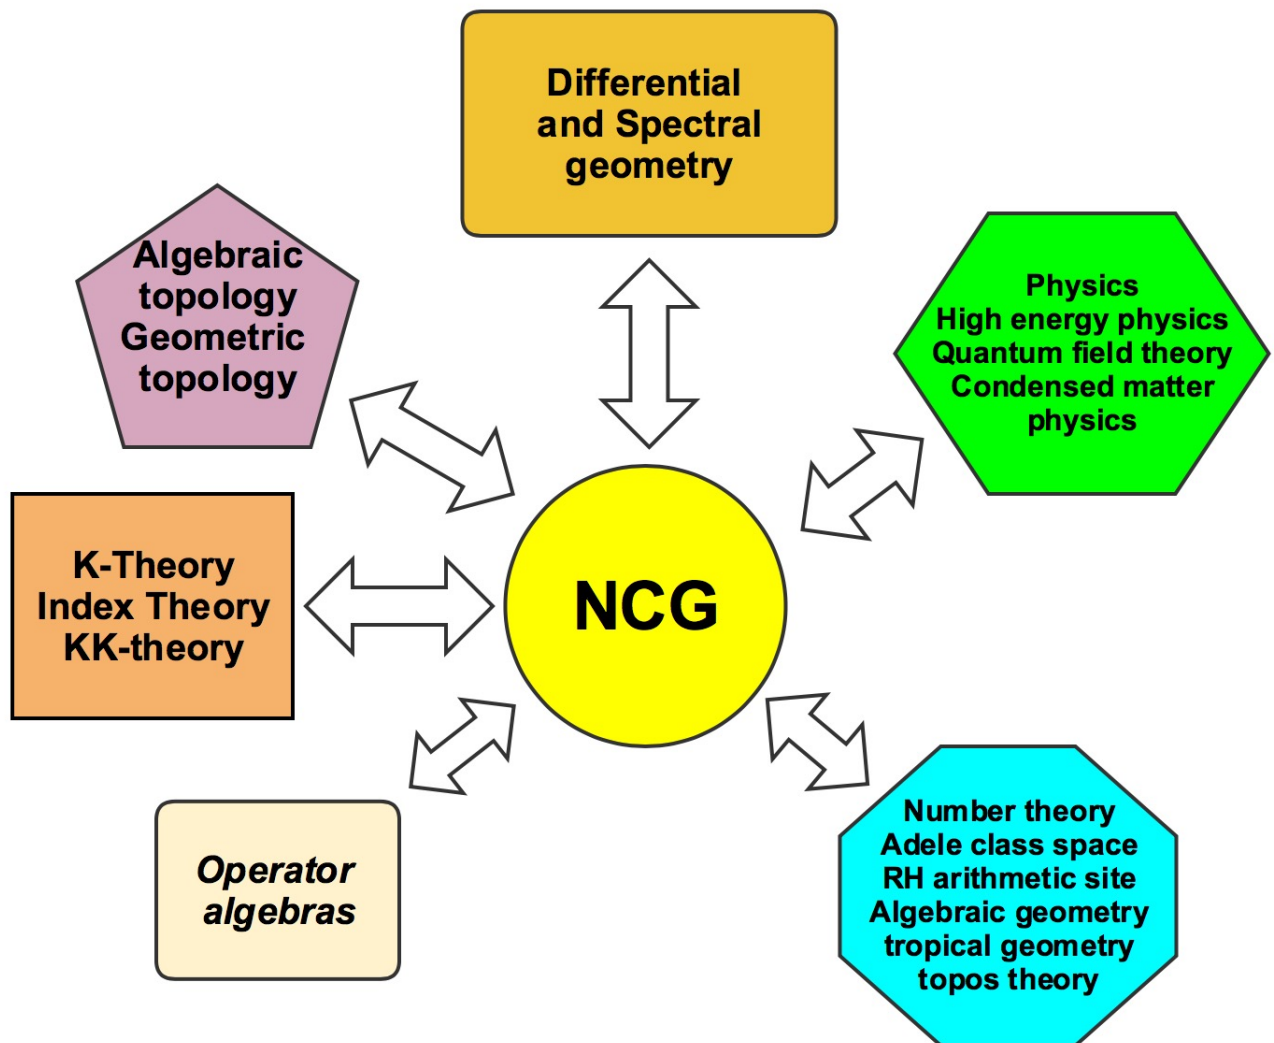 Differential
and Spectral
geometry
Algebraic
topology
Geometric
topology
Physics
High energy physics
Quantum field theory
Condensed matter
physics
K-Theory
Index Theory
KK-theory
NCG
Operator
algebras
Number theory
Adele class space
RH arithmetic site
Algebraic geometry
tropical geometry
topos theory